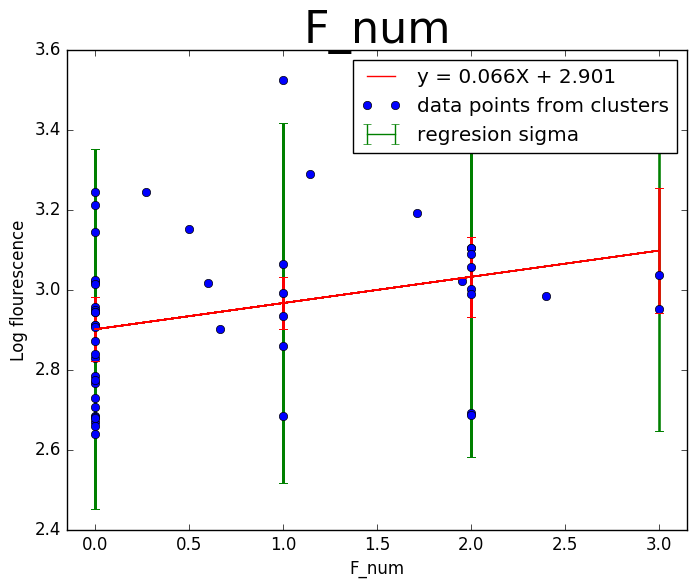 F_num
y = 0.066X + 2.901
data points from clusters
regresion sigma
Log flourescence
3.6
3.4
3.2
3.0
2.8
2.6
2.4
0.0 0.5 1.0 1.5 2.0 2.5 3.0
F_num